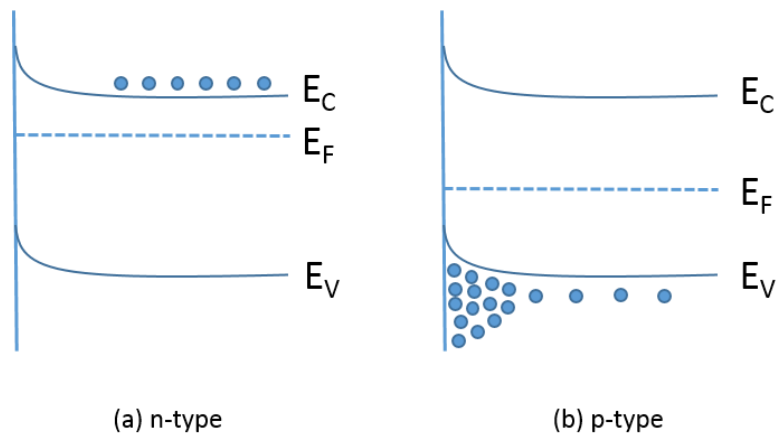 E_C
E_F
E_V
(a) n-type
E_C
E_F
E_V
(b) p-type